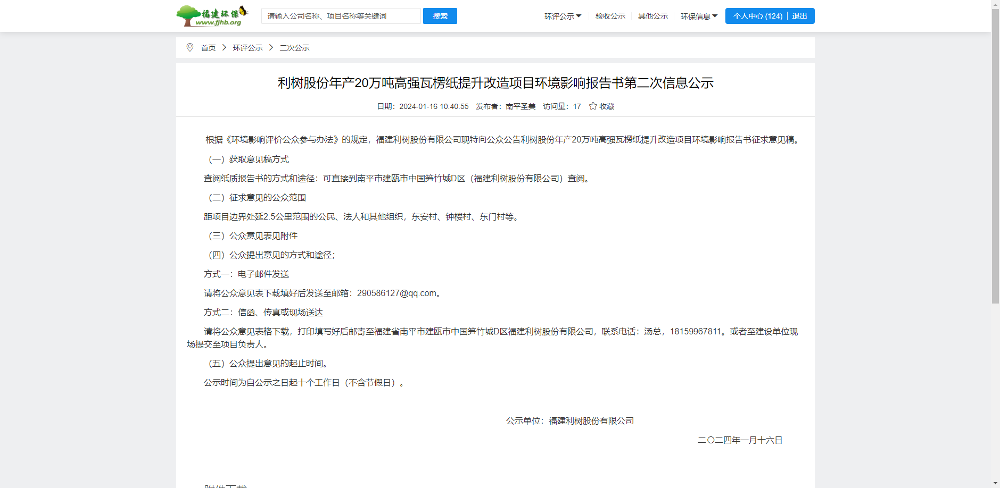 福建环保
www.fjhb.org
请输入公司名称、项目名称等关键词
搜索
环评公示
验收公示
其他公示
环保信息
个人中心 (124)
退出
首页
环评公示
二次公示
利树股份年产20万吨高强瓦楞纸提升改造项目环境影响报告书第二次信息公示
日期：2024-01-16 10:40:55 发布者：南平圣美 访问量：17 收藏
根据《环境影响评价公众参与办法》的规定，福建利树股份有限公司现特向公众公告利树股份年产20万吨高强瓦楞纸提升改造项目环境影响报告书征求意见稿。
（一）获取意见稿方式
查阅纸质报告书的方式和途径：可直接到南平市建瓯市中国笋竹城D区（福建利树股份有限公司）查阅。
（二）征求意见的公众范围
距项目边界处延2.5公里范围的公民、法人和其他组织，东安村、钟楼村、东门村等。
（三）公众意见表见附件
（四）公众提出意见的方式和途径；
方式一：电子邮件发送
请将公众意见表下载填好后发送至邮箱：290586127@qq.com。
方式二：信函、传真或现场送达
请将公众意见表格下载，打印填写好后邮寄至福建省南平市建瓯市中国笋竹城D区福建利树股份有限公司，联系电话：汤总，18159967811。或者至建设单位现
场提交至项目负责人。
（五）公众提出意见的起止时间。
公示时间为自公示之日起十个工作日（不含节假日）。
公示单位：福建利树股份有限公司
二〇二四年一月十六日
附件下载